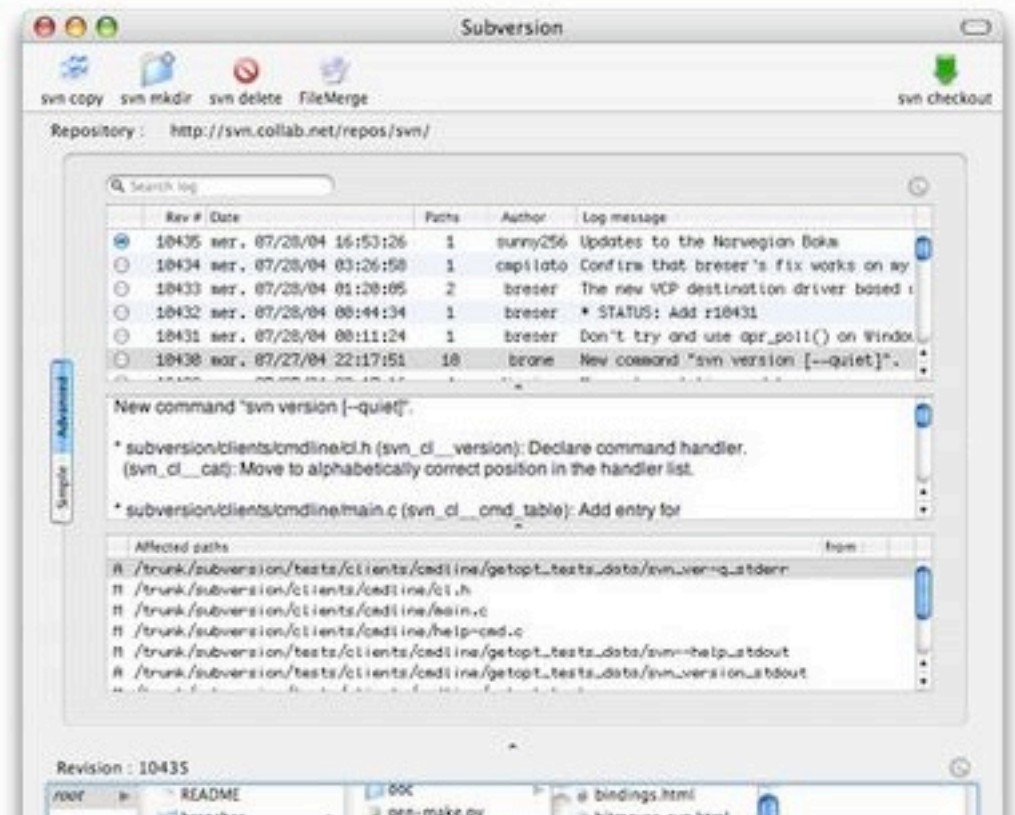 Subversion
svn copy svn mkdir svn delete FileMerge svn checkout
Repository : http://svn.collab.net/repos/svn/
Search log
Rev # Date Paths Author Log message
10435 mer. 07/28/04 16:53:26 1 sunny256 Updates to the Norwegian Bokm
10434 mer. 07/28/04 03:26:50 1 cmpilato Confirm that breser's fix works on my
10433 mer. 07/28/04 01:20:05 2 breser The new VCP destination driver based
10432 mer. 07/28/04 00:44:34 1 breser * STATUS: Add r10431
10431 mer. 07/28/04 00:11:24 1 breser Don't try and use apr_poll() on Window
10430 mar. 07/27/04 22:17:51 10 brane New command "svn version [--quiet]".
Advanced
Simple
New command "svn version [--quiet]".
* subversion/clients/cmdline/cl.h (svn_cl__version): Declare command handler.
(svn_cl__cat): Move to alphabetically correct position in the handler list.
* subversion/clients/cmdline/main.c (svn_cl__cmd_table): Add entry for
Affected paths from
A /trunk/subversion/tests/clients/cmdline/getopt_tests_data/svn_ver--q_stderr
M /trunk/subversion/clients/cmdline/cl.h
M /trunk/subversion/clients/cmdline/main.c
M /trunk/subversion/clients/cmdline/help-cmd.c
M /trunk/subversion/tests/clients/cmdline/getopt_tests_data/svn--help_stdout
A /trunk/subversion/tests/clients/cmdline/getopt_tests_data/svn_version_stdout
Revision : 10435
root README doc bindings.html
branches gen-make.py